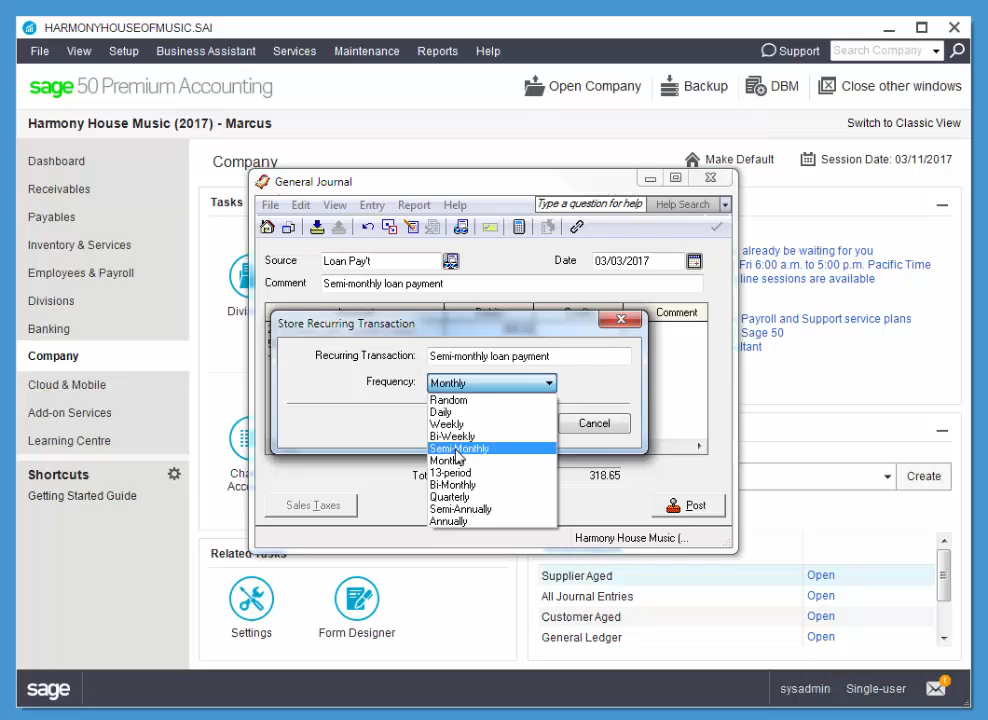 HARMONYHOUSEOFMUSIC.SAI
File View Setup Business Assistant Services Maintenance Reports Help Support Search Company
sage 50 Premium Accounting Open Company Backup DBM Close other windows
Harmony House Music (2017) - Marcus Switch to Classic View
Dashboard
Receivables
Payables
Inventory & Services
Employees & Payroll
Divisions
Banking
Company
Cloud & Mobile
Add-on Services
Learning Centre
Shortcuts
Getting Started Guide
Company Make Default Session Date: 03/11/2017
Tasks
General Journal
File Edit View Entry Report Help Type a question for help Help Search
Source Loan Pay't Date 03/03/2017
Comment Semi-monthly loan payment
Comment
Store Recurring Transaction
Recurring Transaction: Semi-monthly loan payment
Frequency: Monthly
Random
Daily
Weekly
Bi-Weekly
Semi-Monthly
Monthly
13-period
Bi-Monthly
Quarterly
Semi-Annually
Annually
Cancel
318.65
Sales Taxes Post
Harmony House Music (...
already be waiting for you
Fri 6:00 a.m. to 5:00 p.m. Pacific Time
line sessions are available
Payroll and Support service plans
Sage 50
ltant
Create
Related Tasks
Settings Form Designer
Supplier Aged Open
All Journal Entries Open
Customer Aged Open
General Ledger Open
sage sysadmin Single-user 1